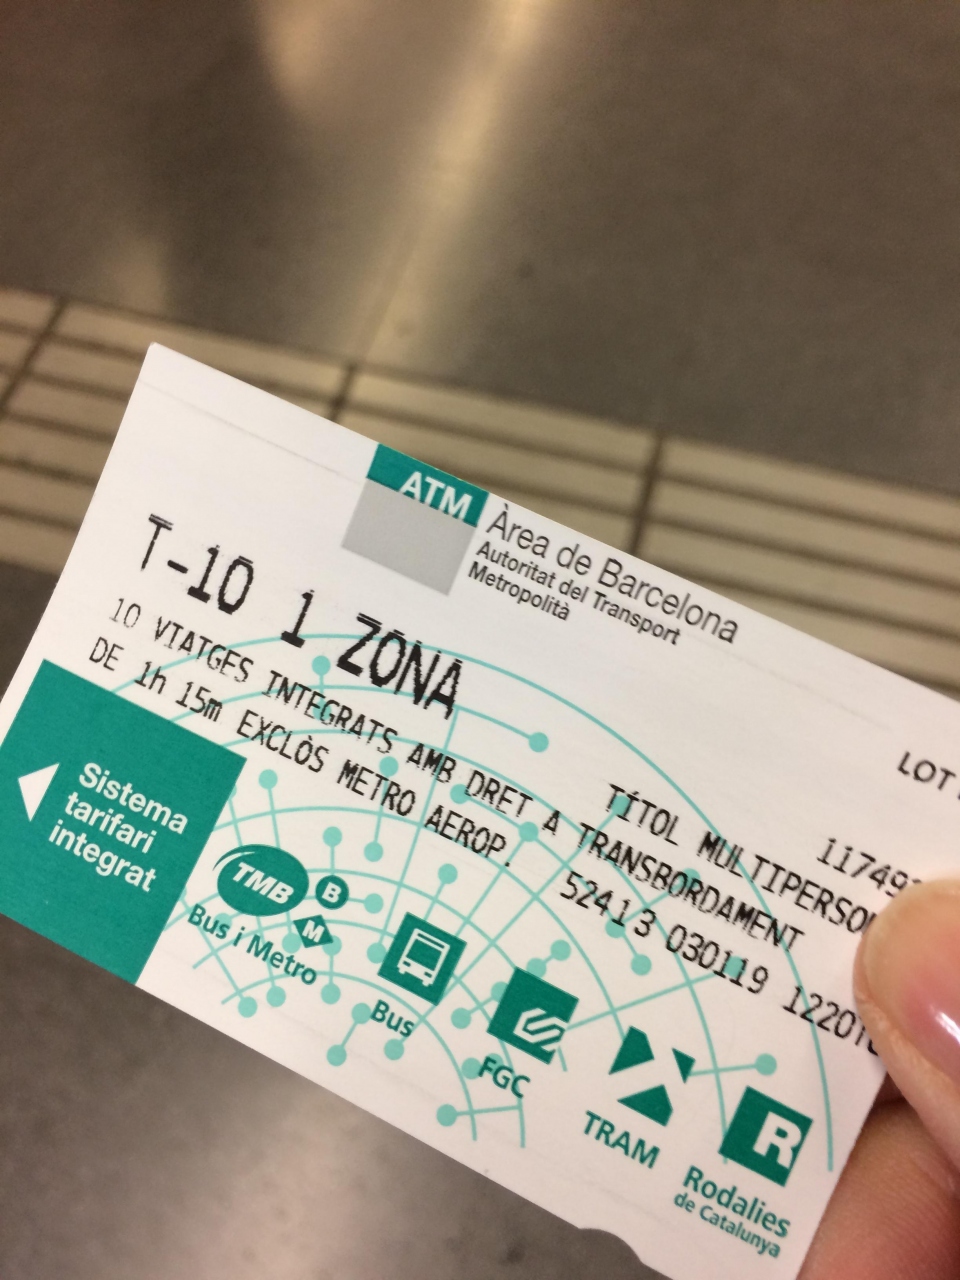 ATM
Àrea de Barcelona
Autoritat del Transport
Metropolità
LOT
T-10 1 ZONA
TÍTOL
10 VIATGES INTEGRATS AMB DRET A TRANSBORDAMENT
DE 1h 15m EXCLÒS METRO AEROP.
52413 030119
Sistema
tarifari
integrat
TMB
B
M
Bus i Metro
Bus
FGC
TRAM
R
Rodalies
de Catalunya